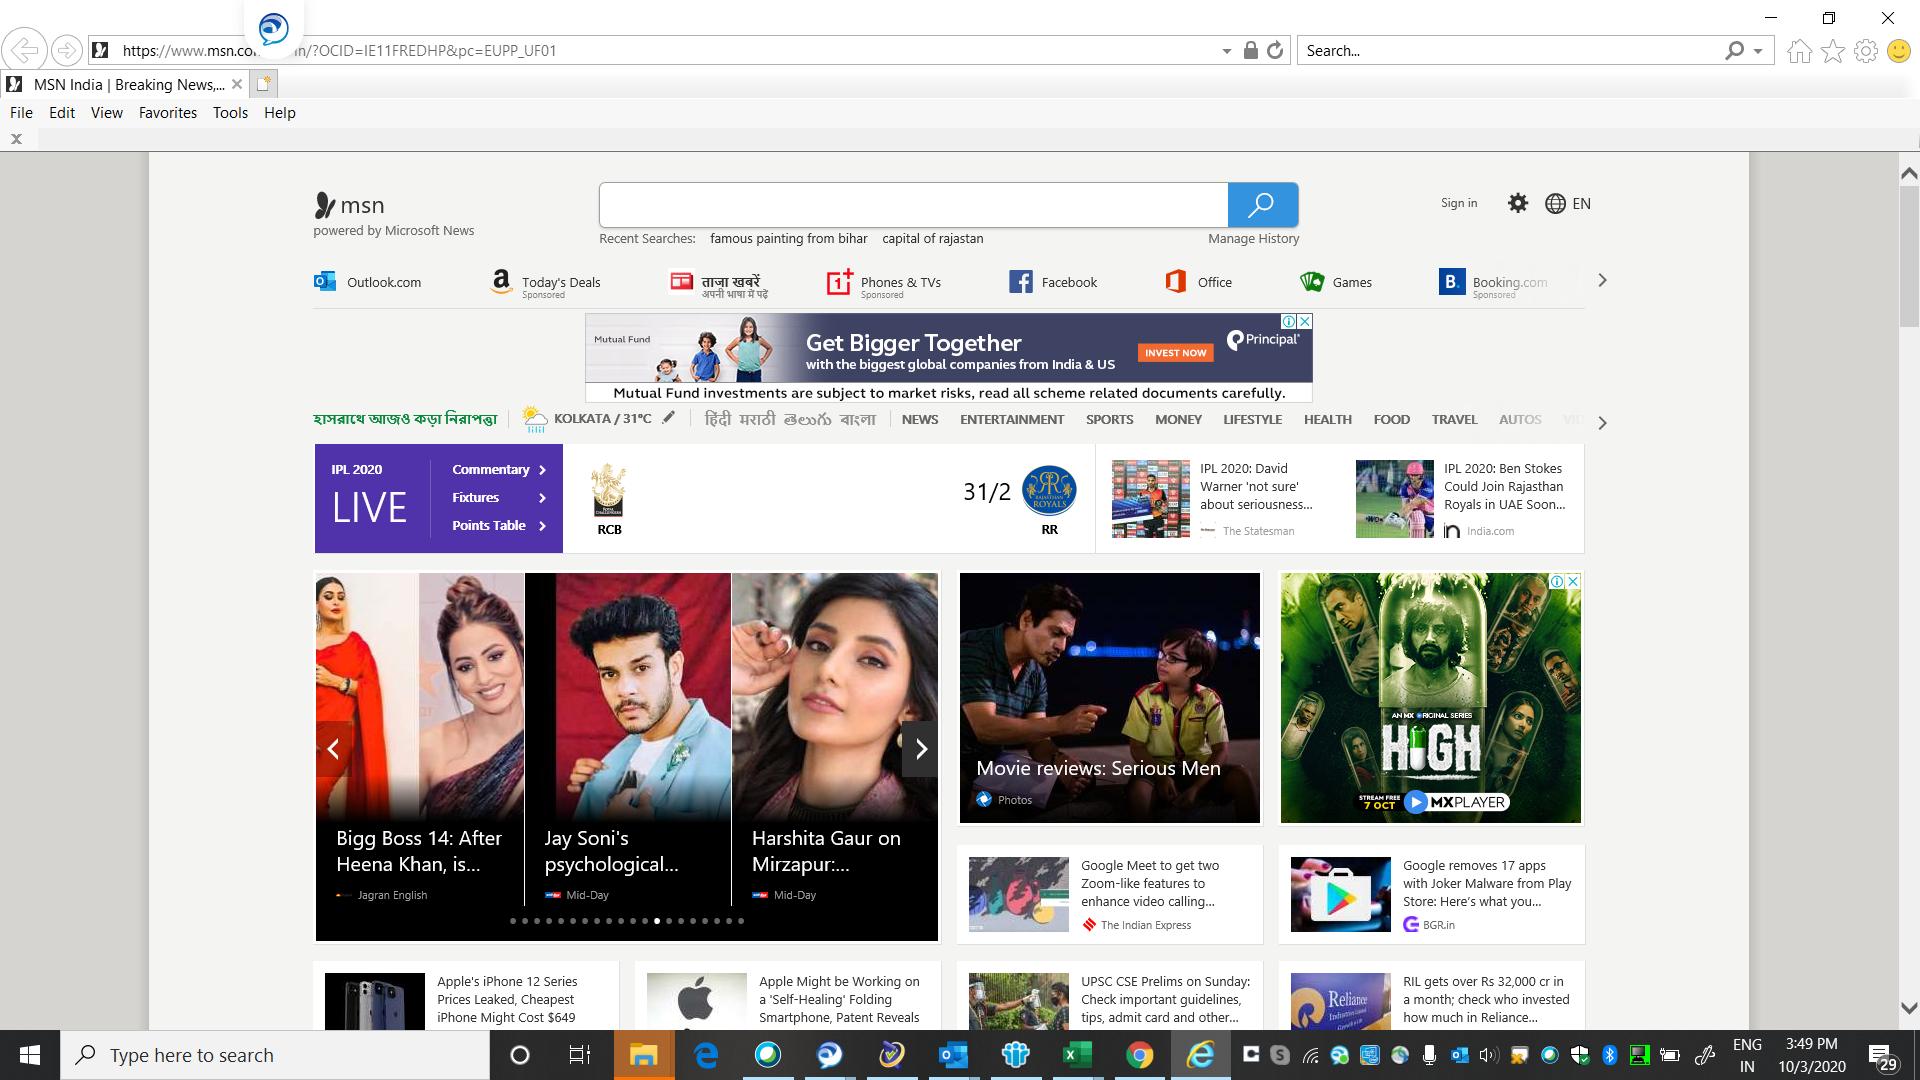 https://www.msn.co
n/?OCID=IE11FREDHP&pc=EUPP_UF01
Search...
MSN India | Breaking News,...
File Edit View Favorites Tools Help
x
msn
powered by Microsoft News
Sign in
EN
Recent Searches: famous painting from bihar capital of rajastan
Manage History
Outlook.com
Today's Deals
Sponsored
ताजा खबरें
अपनी भाषा में पढ़ें
Phones & TVs
Sponsored
Facebook
Office
Games
B.
Booking.com
Sponsored
Mutual Fund
Get Bigger Together
with the biggest global companies from India & US
INVEST NOW
Principal
Mutual Fund investments are subject to market risks, read all scheme related documents carefully.
হাসরাথে আজও কড়া নিরাপত্তা
KOLKATA / 31°C
हिंदी मराठी తెలుగు বাংলা
NEWS ENTERTAINMENT SPORTS MONEY LIFESTYLE HEALTH FOOD TRAVEL AUTOS
IPL 2020
LIVE
Commentary
Fixtures
Points Table
RCB
31/2
RR
IPL 2020: David
Warner 'not sure'
about seriousness...
The Statesman
IPL 2020: Ben Stokes
Could Join Rajasthan
Royals in UAE Soon...
India.com
Bigg Boss 14: After
Heena Khan, is...
Jagran English
Jay Soni's
psychological...
Mid-Day
Harshita Gaur on
Mirzapur:...
Mid-Day
Movie reviews: Serious Men
Photos
AN MX ORIGINAL SERIES
HIGH
STREAM FREE
7 OCT
MXPLAYER
Google Meet to get two
Zoom-like features to
enhance video calling...
The Indian Express
Google removes 17 apps
with Joker Malware from Play
Store: Here's what you...
BGR.in
Apple's iPhone 12 Series
Prices Leaked, Cheapest
iPhone Might Cost $649
Apple Might be Working on
a 'Self-Healing' Folding
Smartphone, Patent Reveals
UPSC CSE Prelims on Sunday:
Check important guidelines,
tips, admit card and other...
Reliance
RIL gets over Rs 32,000 cr in
a month; check who invested
how much in Reliance...
Type here to search
ENG
IN
3:49 PM
10/3/2020
29